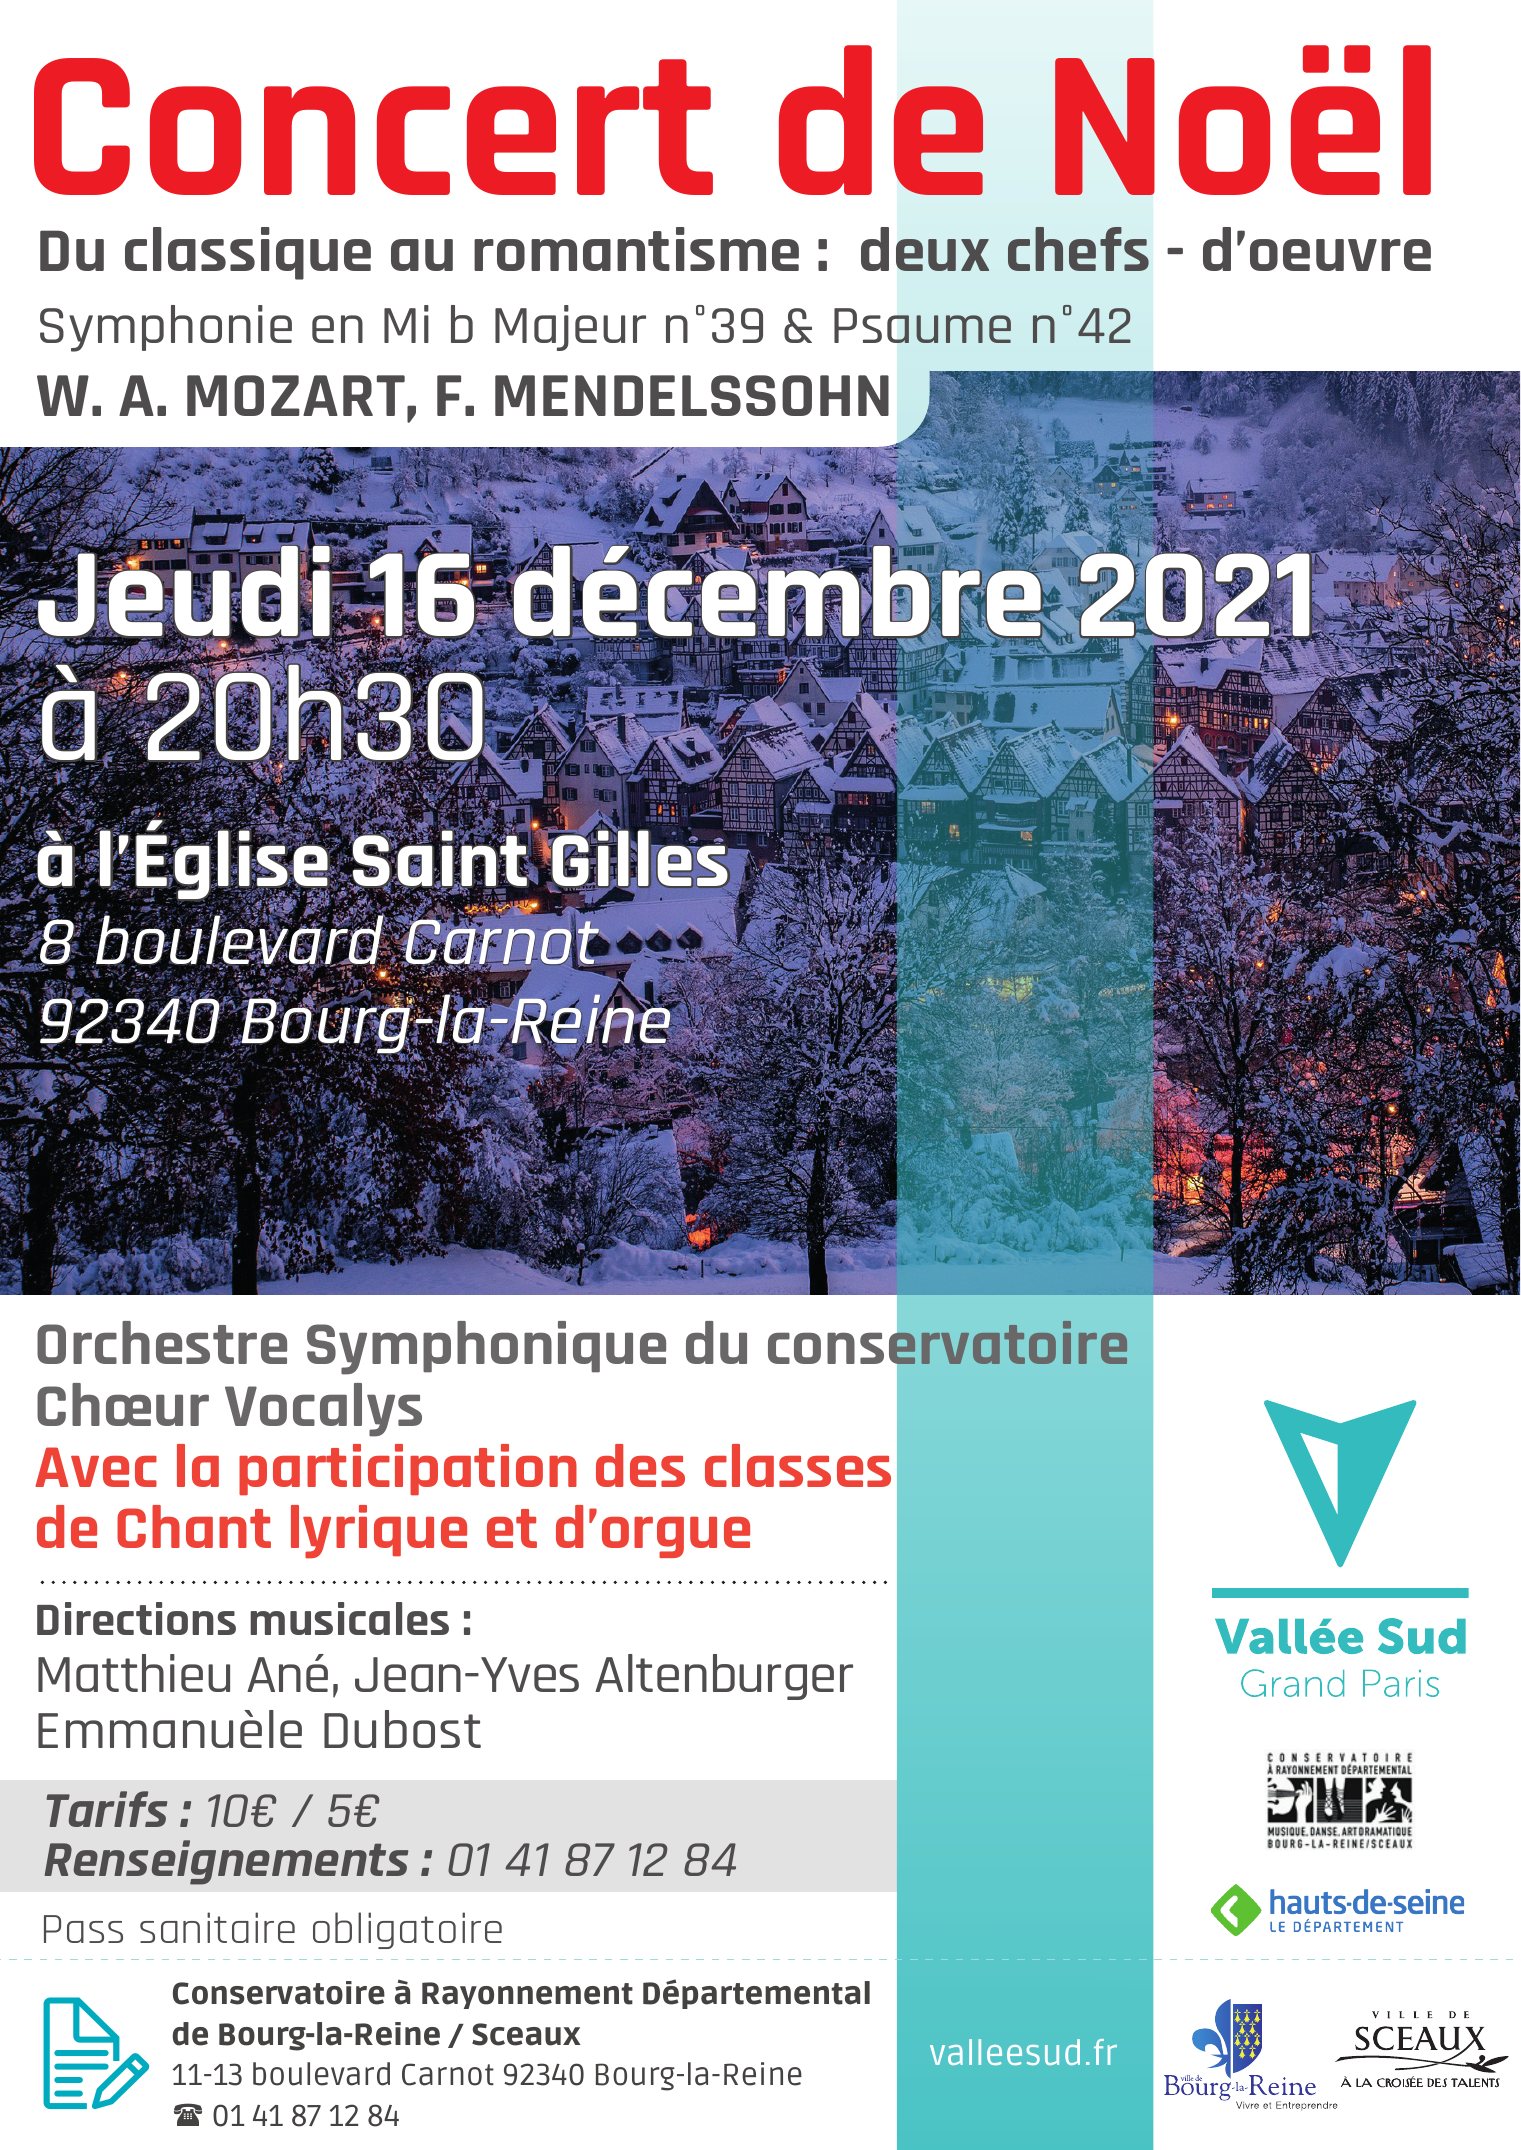 Concert de Noël
Du classique au romantisme : deux chefs - d’oeuvre
Symphonie en Mi b Majeur n°39 & Psaume n°42
W. A. MOZART, F. MENDELSSOHN
Jeudi 16 décembre 2021
à 20h30
à l’Église Saint Gilles
8 boulevard Carnot
92340 Bourg-la-Reine
Orchestre Symphonique du conservatoire
Chœur Vocalys
Avec la participation des classes
de Chant lyrique et d’orgue
Directions musicales :
Matthieu Ané, Jean-Yves Altenburger
Emmanuèle Dubost
Tarifs : 10€ / 5€
Renseignements : 01 41 87 12 84
Pass sanitaire obligatoire
Conservatoire à Rayonnement Départemental
de Bourg-la-Reine / Sceaux
11-13 boulevard Carnot 92340 Bourg-la-Reine
☎ 01 41 87 12 84
valleesud.fr
Vallée Sud
Grand Paris
CONSERVATOIRE
À RAYONNEMENT DÉPARTEMENTAL
MUSIQUE, DANSE, ART DRAMATIQUE
BOURG-LA-REINE/SCEAUX
hauts-de-seine
LE DÉPARTEMENT
ville de
Bourg-la-Reine
Vivre et Entreprendre
VILLE DE
SCEAUX
À LA CROISÉE DES TALENTS